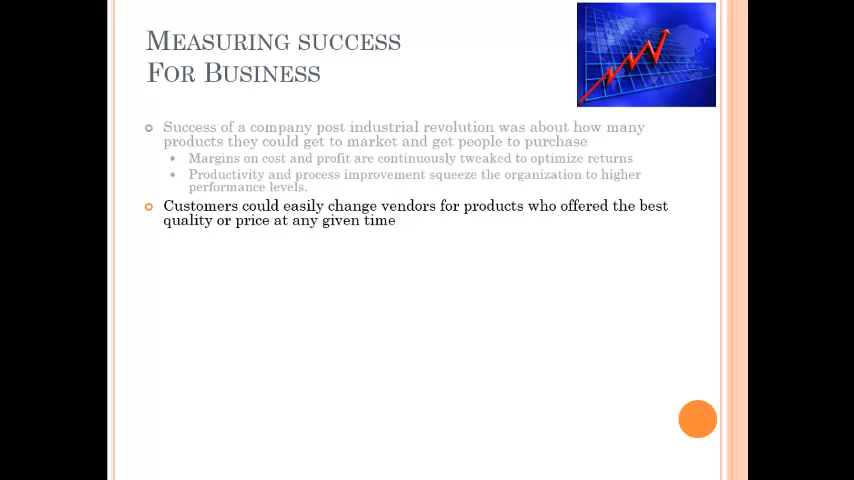 MEASURING SUCCESS
FOR BUSINESS
Success of a company post industrial revolution was about how many
products they could get to market and get people to purchase
Margins on cost and profit are continuously tweaked to optimize returns
Productivity and process improvement squeeze the organization to higher
performance levels.
Customers could easily change vendors for products who offered the best
quality or price at any given time